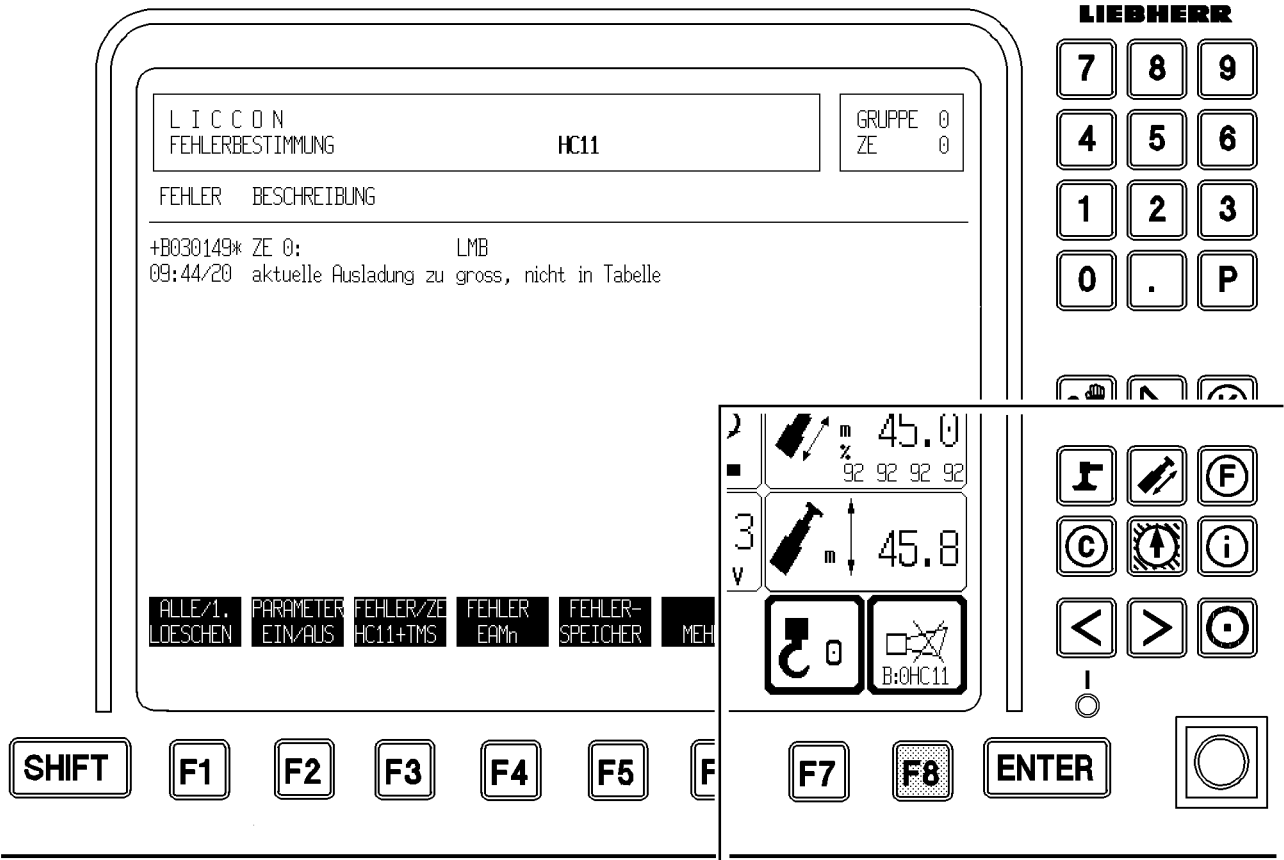 LIEBHERR
7 8 9
4 5 6
1 2 3
0 . P
L I C C O N
FEHLERBESTIMMUNG HC11
GRUPPE 0
ZE 0
FEHLER BESCHREIBUNG
+B030149* ZE 0: LMB
09:44/20 aktuelle Ausladung zu gross, nicht in Tabelle
ALLE/1. LOESCHEN
PARAMETER EIN/AUS
FEHLER/ZE HC11+TMS
FEHLER EAMn
FEHLER-SPEICHER
MEH
m 45.0
%
92 92 92 92
3
V
m 45.8
0
B:0HC11
F
C i
< >
I
SHIFT F1 F2 F3 F4 F5 F F7 F8 ENTER